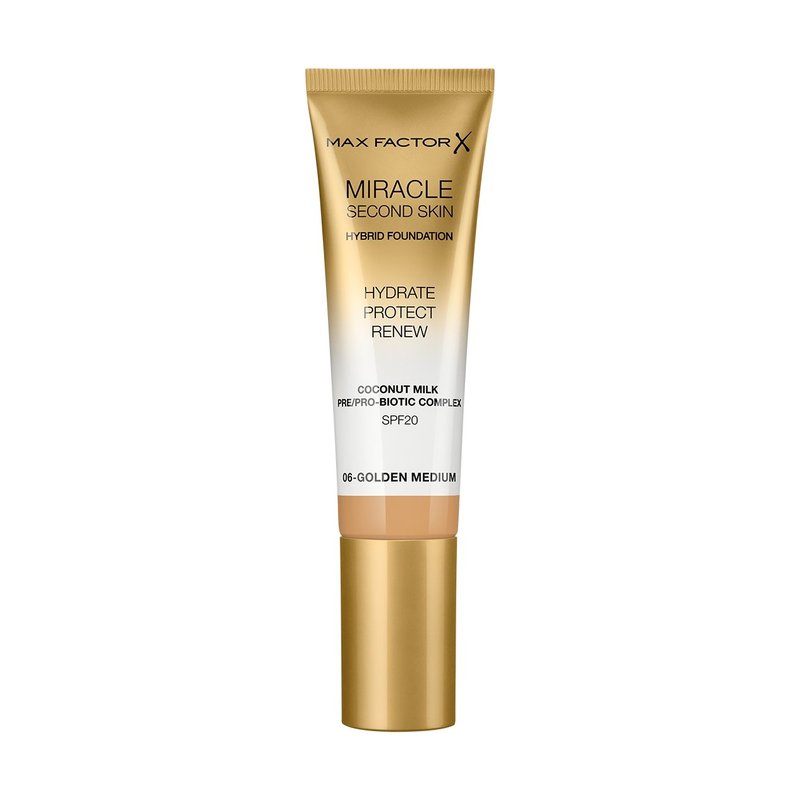 MAX FACTOR X
MIRACLE
SECOND SKIN
HYBRID FOUNDATION
HYDRATE
PROTECT
RENEW
COCONUT MILK
PRE/PRO-BIOTIC COMPLEX
SPF20
06-GOLDEN MEDIUM